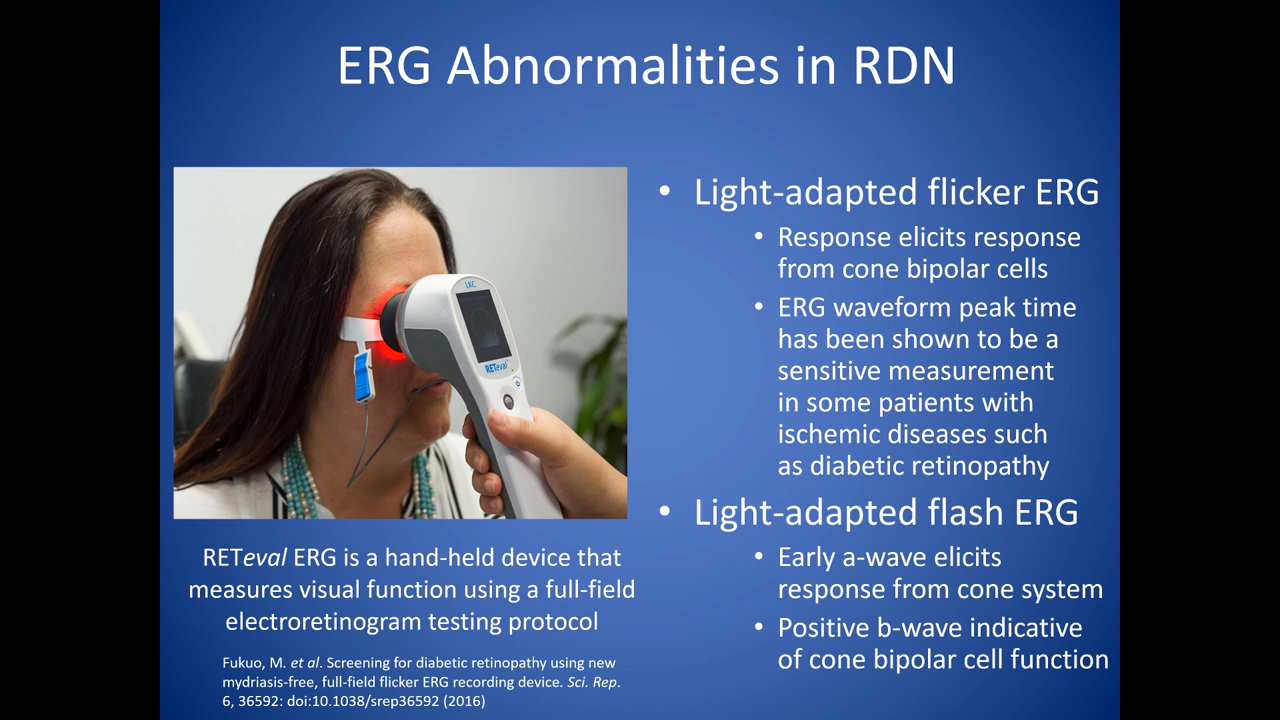 ERG Abnormalities in RDN
LKC
RETeval
RETeval ERG is a hand-held device that
measures visual function using a full-field
electroretinogram testing protocol
Fukuo, M. et al. Screening for diabetic retinopathy using new
mydriasis-free, full-field flicker ERG recording device. Sci. Rep.
6, 36592: doi:10.1038/srep36592 (2016)
• Light-adapted flicker ERG
• Response elicits response
from cone bipolar cells
• ERG waveform peak time
has been shown to be a
sensitive measurement
in some patients with
ischemic diseases such
as diabetic retinopathy
• Light-adapted flash ERG
• Early a-wave elicits
response from cone system
• Positive b-wave indicative
of cone bipolar cell function